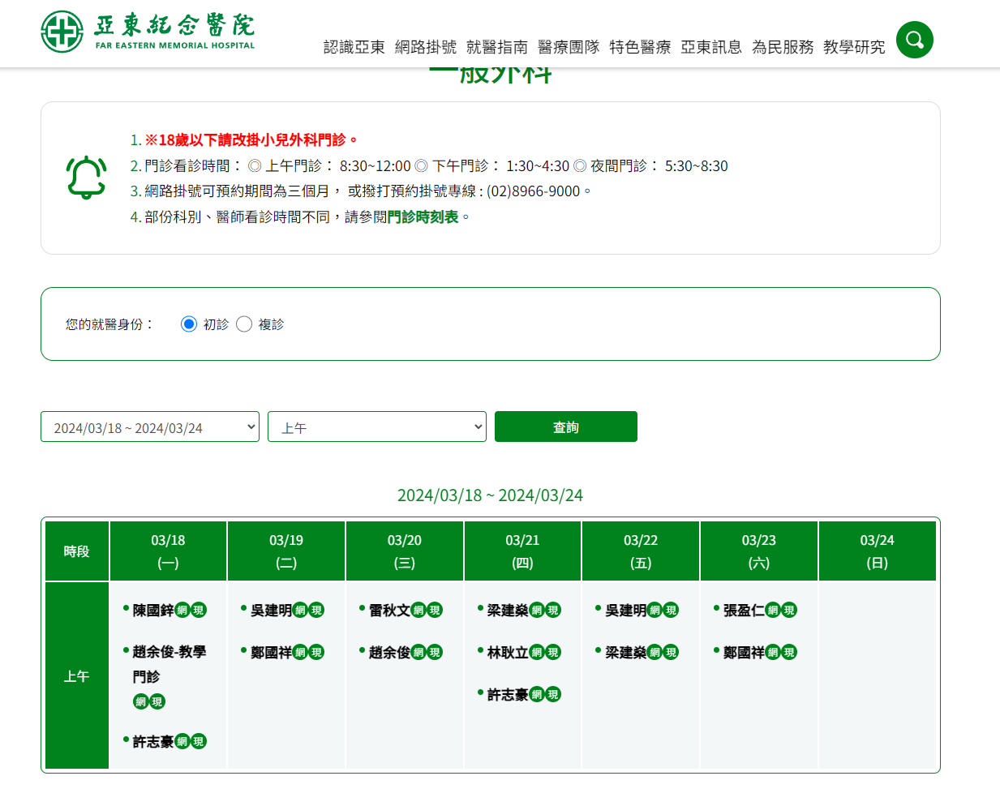 亞東紀念醫院
FAR EASTERN MEMORIAL HOSPITAL
認識亞東 網路掛號 就醫指南 醫療團隊 特色醫療 亞東訊息 為民服務 教學研究
一般外科
1. ※18歲以下請改掛小兒外科門診。
2. 門診看診時間： ◎ 上午門診： 8:30~12:00 ◎ 下午門診： 1:30~4:30 ◎ 夜間門診： 5:30~8:30
3. 網路掛號可預約期間為三個月， 或撥打預約掛號專線 : (02)8966-9000。
4. 部份科別、醫師看診時間不同，請參閱門診時刻表。
您的就醫身份： 初診 複診
2024/03/18 ~ 2024/03/24 上午 查詢
2024/03/18 ~ 2024/03/24
時段 03/18 (一) 03/19 (二) 03/20 (三) 03/21 (四) 03/22 (五) 03/23 (六) 03/24 (日)
上午
陳國鋅網現
趙余俊-教學
門診
網現
許志豪網現
吳建明網現
鄭國祥網現
雷秋文網現
趙余俊網現
梁建燊網現
林耿立網現
許志豪網現
吳建明網現
梁建燊網現
張盈仁網現
鄭國祥網現